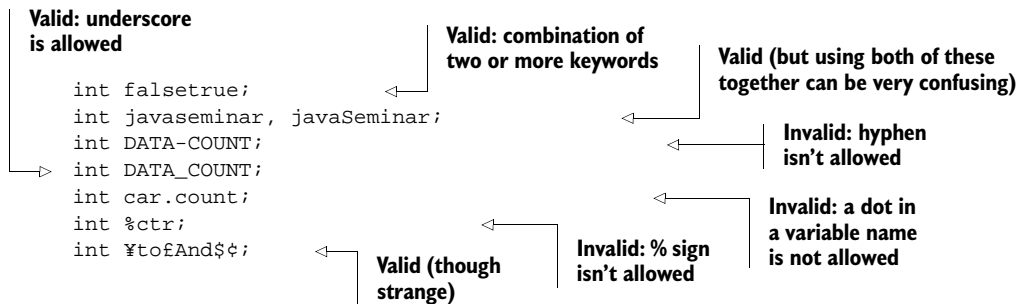 Valid: underscore
is allowed
Valid: combination of
two or more keywords
Valid (but using both of these
together can be very confusing)
int falsetrue;
int javaseminar, javaSeminar;
int DATA-COUNT;
Invalid: hyphen
isn't allowed
int DATA_COUNT;
int car.count;
Invalid: a dot in
a variable name
is not allowed
int %ctr;
Invalid: % sign
isn't allowed
int ¥to£And$¢;
Valid (though
strange)